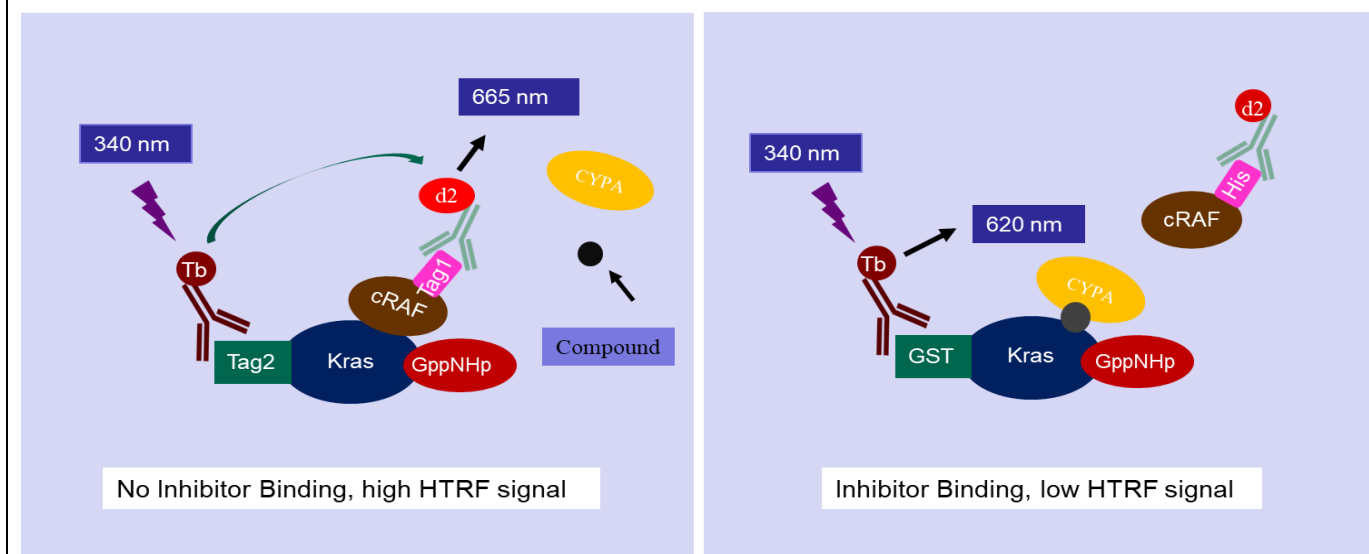 665 nm
340 nm
CYPA
d2
Tb
Tag1
cRAF
Compound
Tag2
Kras
GppNHp
No Inhibitor Binding, high HTRF signal
d2
340 nm
His
620 nm
cRAF
Tb
CYPA
GST
Kras
GppNHp
Inhibitor Binding, low HTRF signal